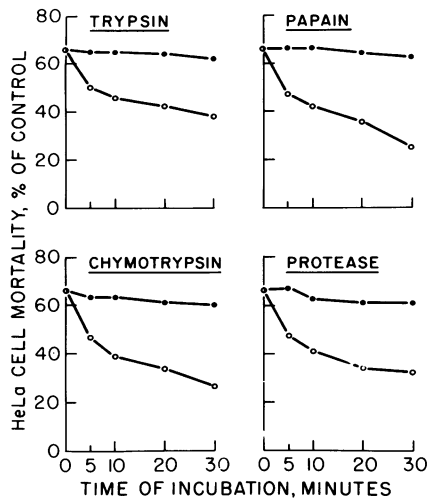 TRYPSIN
PAPAIN
80
60
40
20
0
CHYMOTRYPSIN
PROTEASE
80
60
40
20
0
0 5 10 20 30
0 5 10 20 30
HeLa CELL MORTALITY, % OF CONTROL
TIME OF INCUBATION, MINUTES